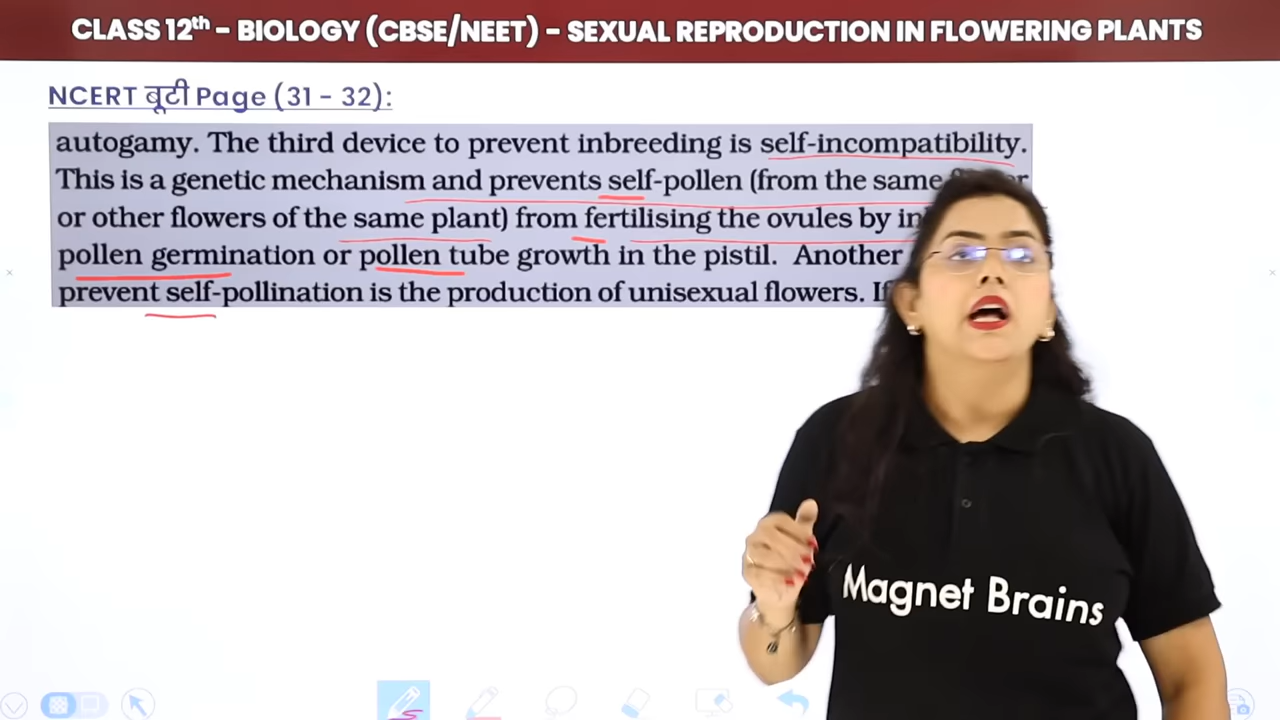 CLASS 12th – BIOLOGY (CBSE/NEET) – SEXUAL REPRODUCTION IN FLOWERING PLANTS
NCERT बूटी Page (31 - 32):
autogamy. The third device to prevent inbreeding is self-incompatibility.
This is a genetic mechanism and prevents self-pollen (from the same
or other flowers of the same plant) from fertilising the ovules by
pollen germination or pollen tube growth in the pistil. Another
prevent self-pollination is the production of unisexual flowers. If
Magnet Brains